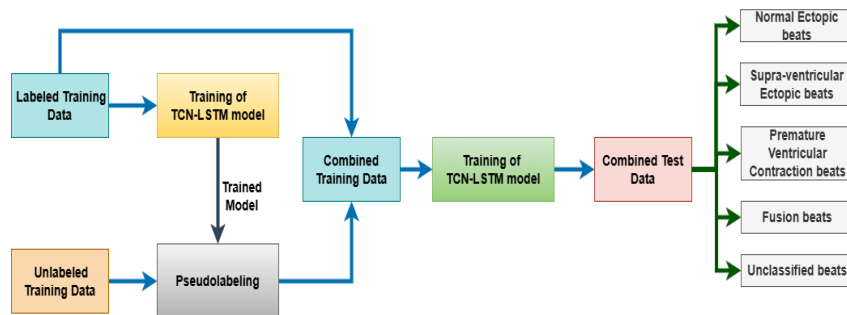 Labeled Training
Data
Training of
TCN-LSTM model
Trained
Model
Unlabeled
Training Data
Pseudolabeling
Combined
Training Data
Training of
TCN-LSTM model
Combined Test
Data
Normal Ectopic
beats
Supra-ventricular
Ectopic beats
Premature
Ventricular
Contraction beats
Fusion beats
Unclassified beats